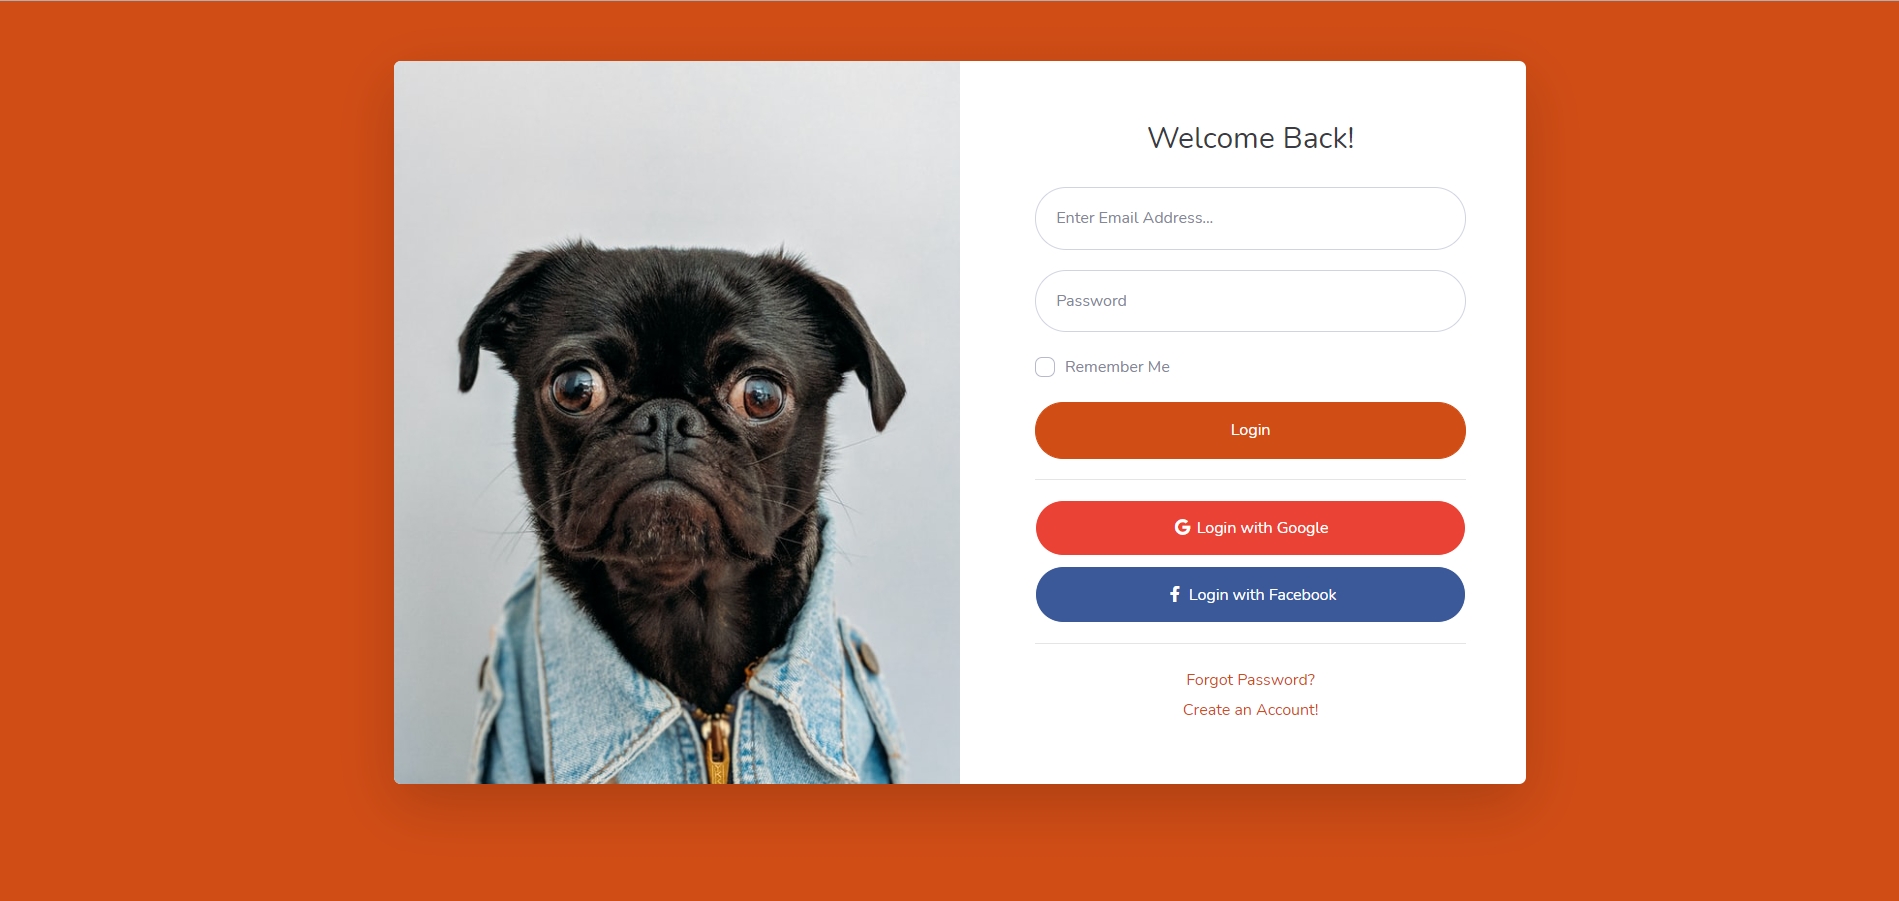 Welcome Back!
Enter Email Address...
Password
Remember Me
Login
Login with Google
Login with Facebook
Forgot Password?
Create an Account!